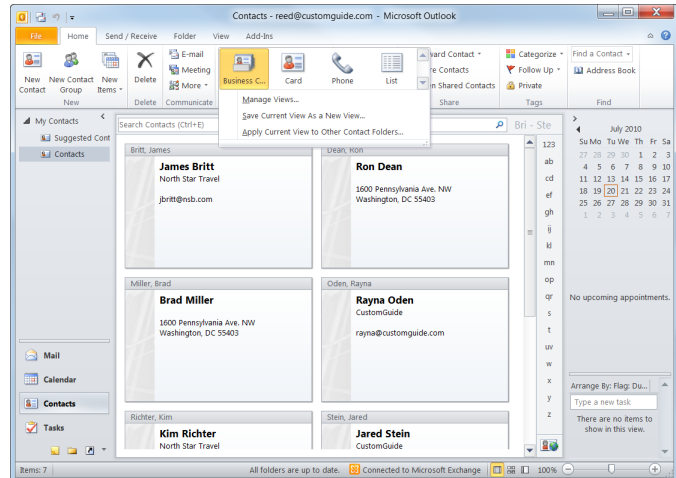 Contacts - reed@customguide.com - Microsoft Outlook
File Home Send / Receive Folder View Add-Ins
New Contact
New Contact Group
New Items
New
Delete
Delete
E-mail
Meeting
More
Communicate
Business C...
Card
Phone
List
Manage Views...
Save Current View As a New View...
Apply Current View to Other Contact Folders...
ward Contact
re Contacts
n Shared Contacts
Share
Categorize
Follow Up
Private
Tags
Find a Contact
Address Book
Find
My Contacts
Suggested Cont
Contacts
Search Contacts (Ctrl+E)
Bri - Ste
Britt, James
James Britt
North Star Travel
jbritt@nsb.com
Dean, Ron
Ron Dean
1600 Pennsylvania Ave. NW
Washington, DC 55403
Miller, Brad
Brad Miller
1600 Pennsylvania Ave. NW
Washington, DC 55403
Oden, Rayna
Rayna Oden
CustomGuide
rayna@customguide.com
Richter, Kim
Kim Richter
North Star Travel
Stein, Jared
Jared Stein
CustomGuide
123
ab
cd
ef
gh
ij
kl
mn
op
qr
s
t
uv
w
x
y
z
July 2010
Su Mo Tu We Th Fr Sa
27 28 29 30 1 2 3
4 5 6 7 8 9 10
11 12 13 14 15 16 17
18 19 20 21 22 23 24
25 26 27 28 29 30 31
1 2 3 4 5 6 7
No upcoming appointments.
Arrange By: Flag: Du...
Type a new task
There are no items to
show in this view.
Mail
Calendar
Contacts
Tasks
Items: 7
All folders are up to date.
Connected to Microsoft Exchange
100%